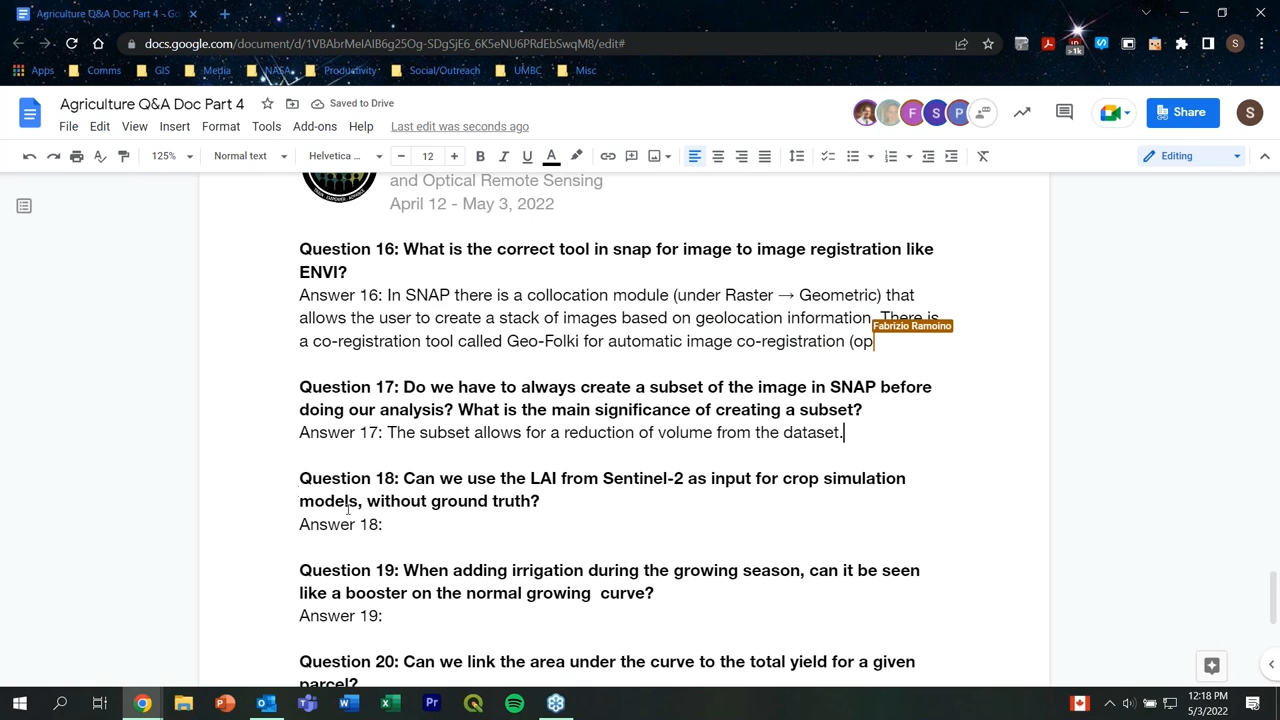 Agriculture Q&A Doc Part 4 - Go
docs.google.com/document/d/1VBAbrMelAIB6g25Og-SDgSjE6_6K5eNU6PRdEbSwqM8/edit#
>1k
S
Apps Comms GIS Media NASA Productivity Social/Outreach UMBC Misc
Agriculture Q&A Doc Part 4 Saved to Drive
F S P Share S
File Edit View Insert Format Tools Add-ons Help Last edit was seconds ago
125% Normal text Helvetica ... 12 B I U A Editing
and Optical Remote Sensing
April 12 - May 3, 2022
Question 16: What is the correct tool in snap for image to image registration like
ENVI?
Answer 16: In SNAP there is a collocation module (under Raster → Geometric) that
allows the user to create a stack of images based on geolocation information. There is
Fabrizio Ramoino
a co-registration tool called Geo-Folki for automatic image co-registration (op
Question 17: Do we have to always create a subset of the image in SNAP before
doing our analysis? What is the main significance of creating a subset?
Answer 17: The subset allows for a reduction of volume from the dataset.
Question 18: Can we use the LAI from Sentinel-2 as input for crop simulation
models, without ground truth?
Answer 18:
Question 19: When adding irrigation during the growing season, can it be seen
like a booster on the normal growing  curve?
Answer 19:
Question 20: Can we link the area under the curve to the total yield for a given
parcel?
12:18 PM
5/3/2022